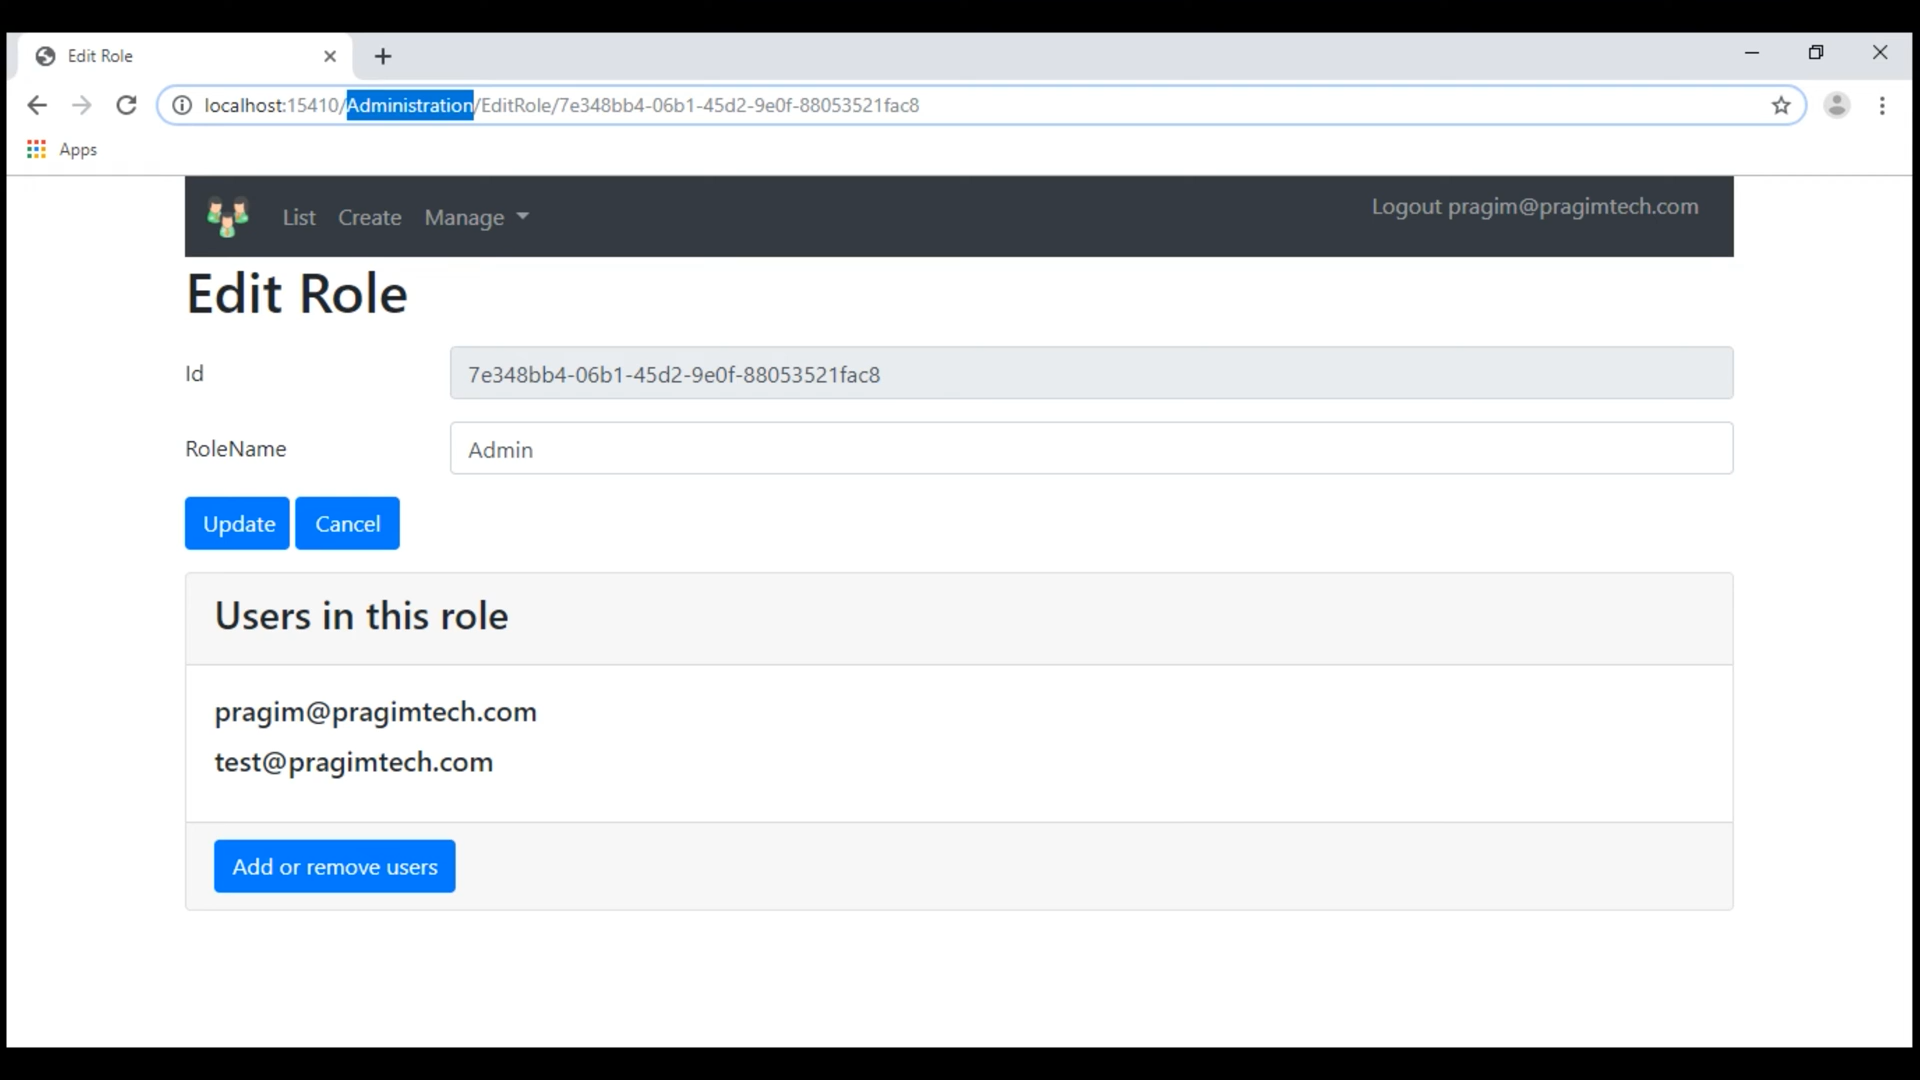 Edit Role
localhost:15410/Administration/EditRole/7e348bb4-06b1-45d2-9e0f-88053521fac8
Apps
List Create Manage Logout pragim@pragimtech.com
Edit Role
Id 7e348bb4-06b1-45d2-9e0f-88053521fac8
RoleName Admin
Update Cancel
Users in this role
pragim@pragimtech.com
test@pragimtech.com
Add or remove users